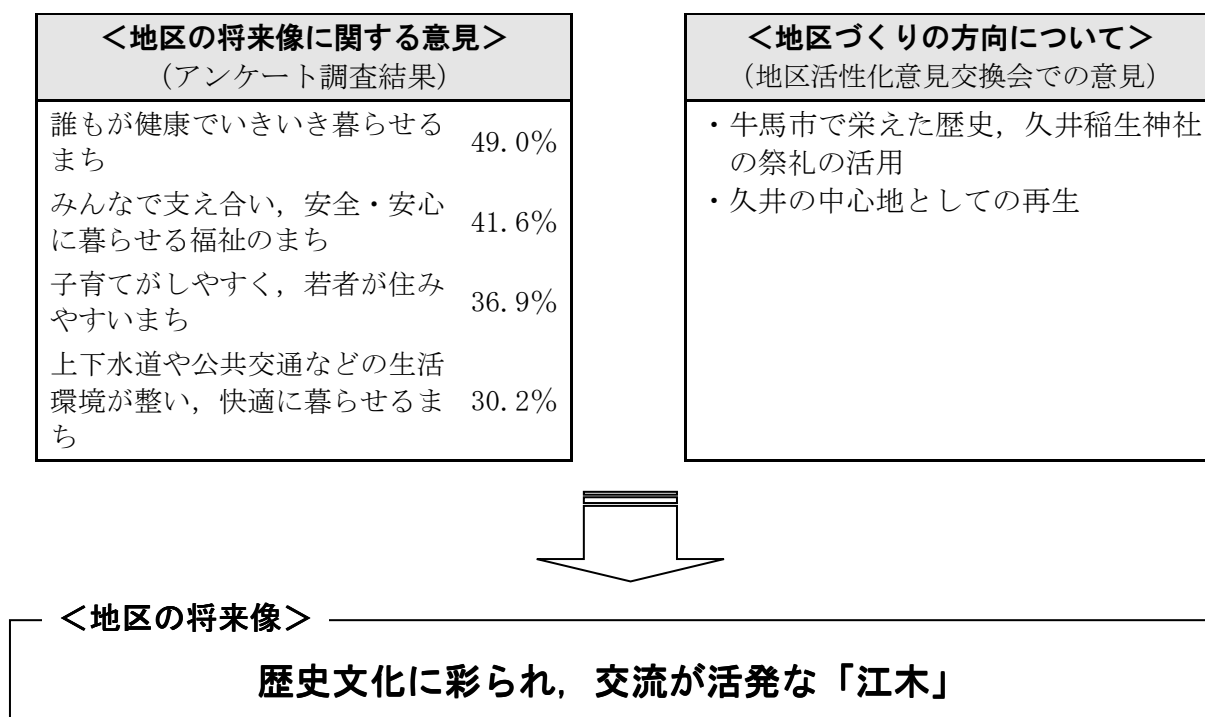 ＜地区の将来像に関する意見＞
（アンケート調査結果）
誰もが健康でいきいき暮らせる
まち
49.0%
みんなで支え合い，安全・安心
に暮らせる福祉のまち
41.6%
子育てがしやすく，若者が住み
やすいまち
36.9%
上下水道や公共交通などの生活
環境が整い，快適に暮らせるま
ち
30.2%
＜地区づくりの方向について＞
（地区活性化意見交換会での意見）
・牛馬市で栄えた歴史，久井稲生神社
の祭礼の活用
・久井の中心地としての再生
＜地区の将来像＞
歴史文化に彩られ，交流が活発な「江木」